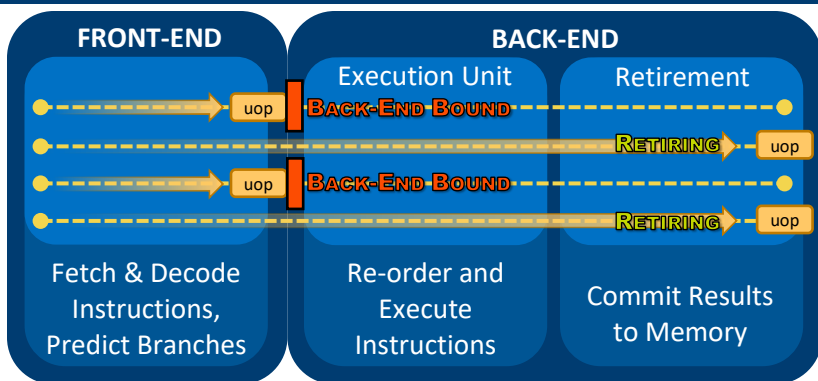 FRONT-END
BACK-END
Execution Unit
Retirement
uop
BACK-END BOUND
RETIRING
uop
uop
BACK-END BOUND
RETIRING
uop
Fetch & Decode
Instructions,
Predict Branches
Re-order and
Execute
Instructions
Commit Results
to Memory